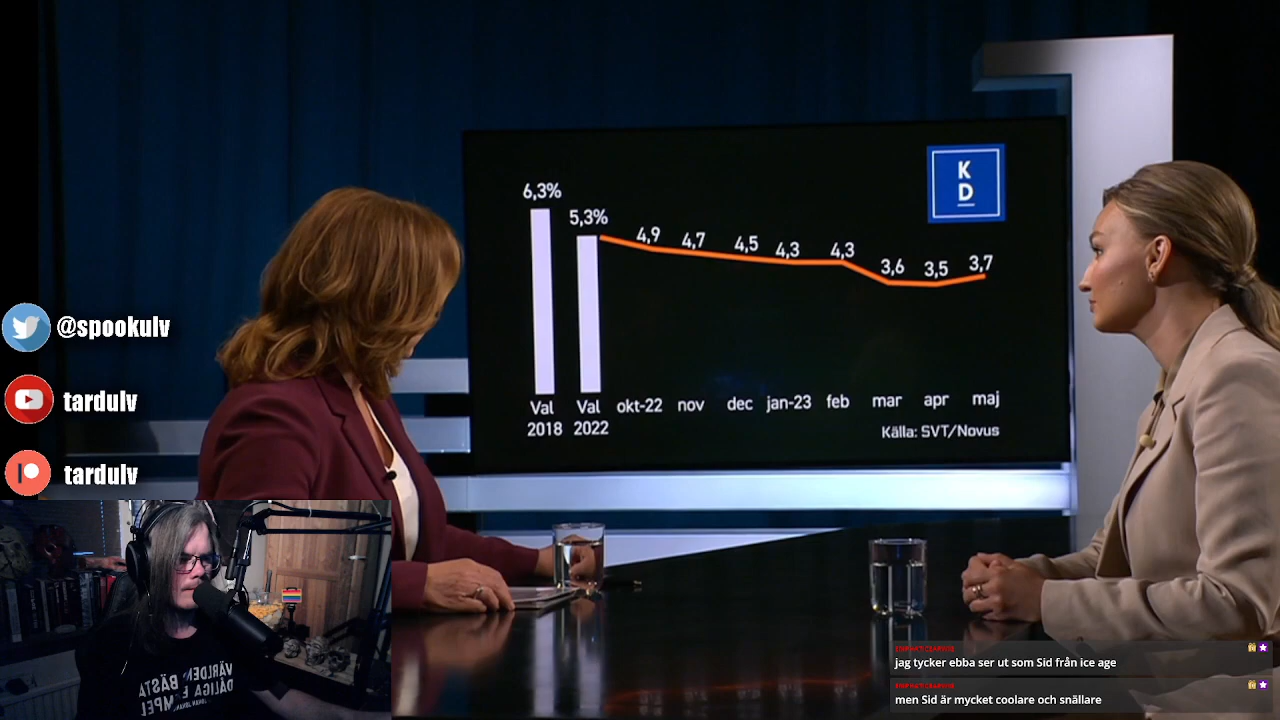 K
D
6,3%
5,3%
4,9
4,7
4,5
4,3
4,3
3,6
3,5
3,7
Val
2018
Val
2022
okt-22
nov
dec
jan-23
feb
mar
apr
maj
Källa: SVT/Novus
@spookulv
tardulv
tardulv
VÄRLDENS BÄSTA
DÅLIGA
jag tycker ebba ser ut som Sid från ice age
men Sid är mycket coolare och snällare